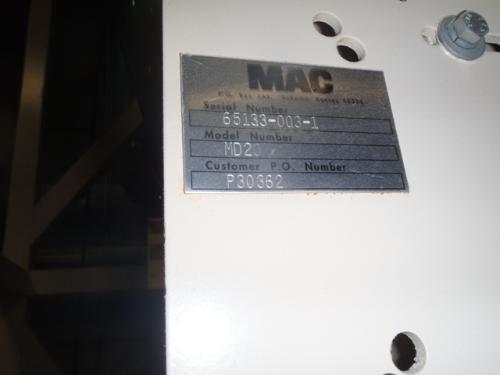 MAC
Serial Number
65133-003-1
Model Number
MD20
Customer P.O. Number
P30362